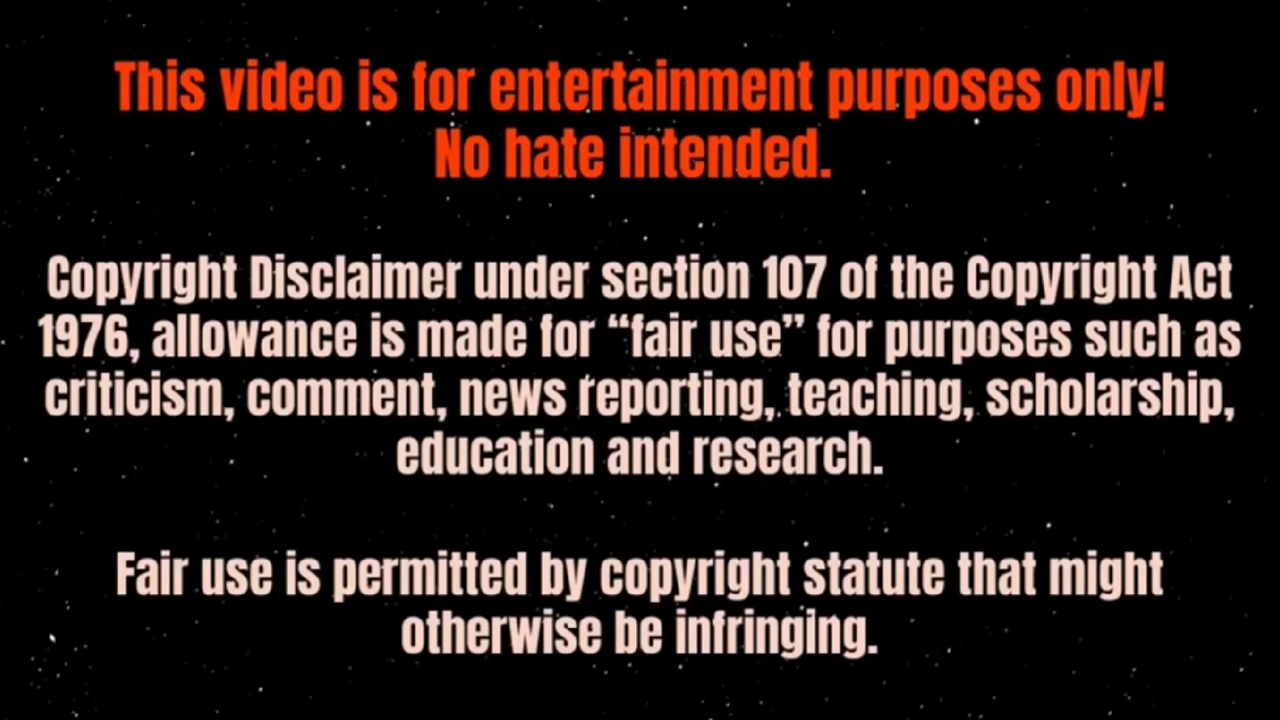 This video is for entertainment purposes only!
No hate intended.
Copyright Disclaimer under section 107 of the Copyright Act
1976, allowance is made for “fair use” for purposes such as
criticism, comment, news reporting, teaching, scholarship,
education and research.
Fair use is permitted by copyright statute that might
otherwise be infringing.